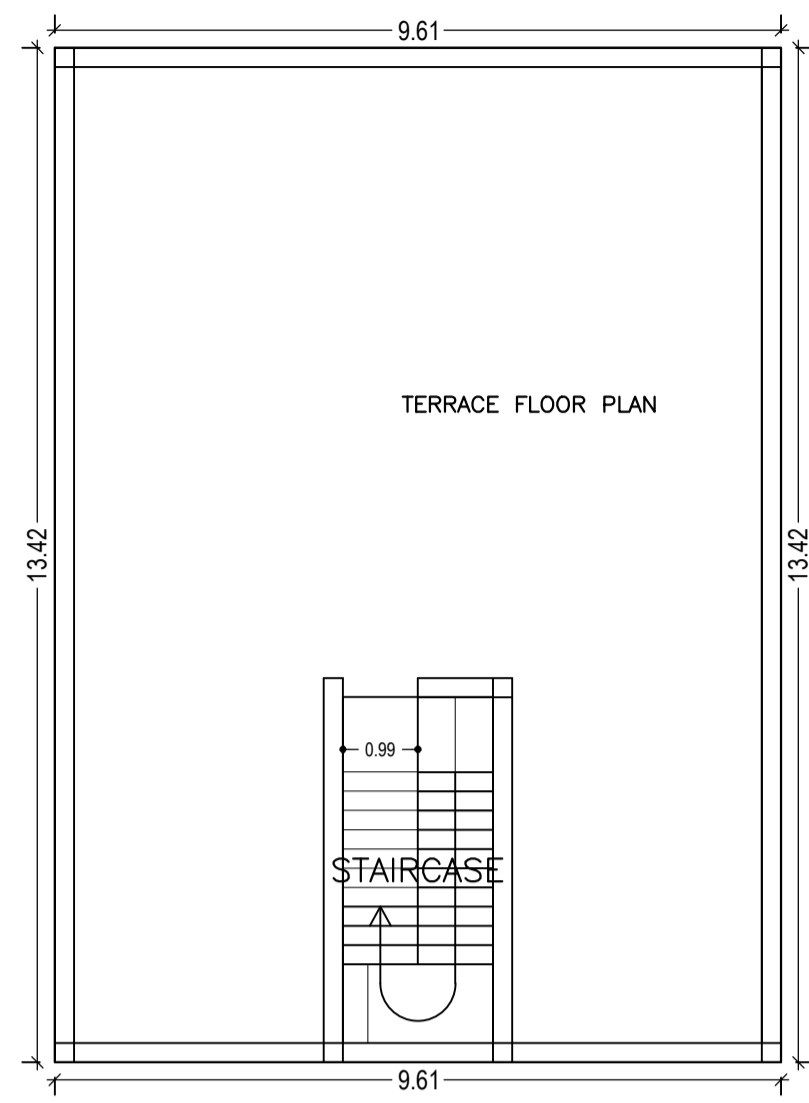 9.61
TERRACE FLOOR PLAN
13.42
13.42
0.99
STAIRCASE
9.61